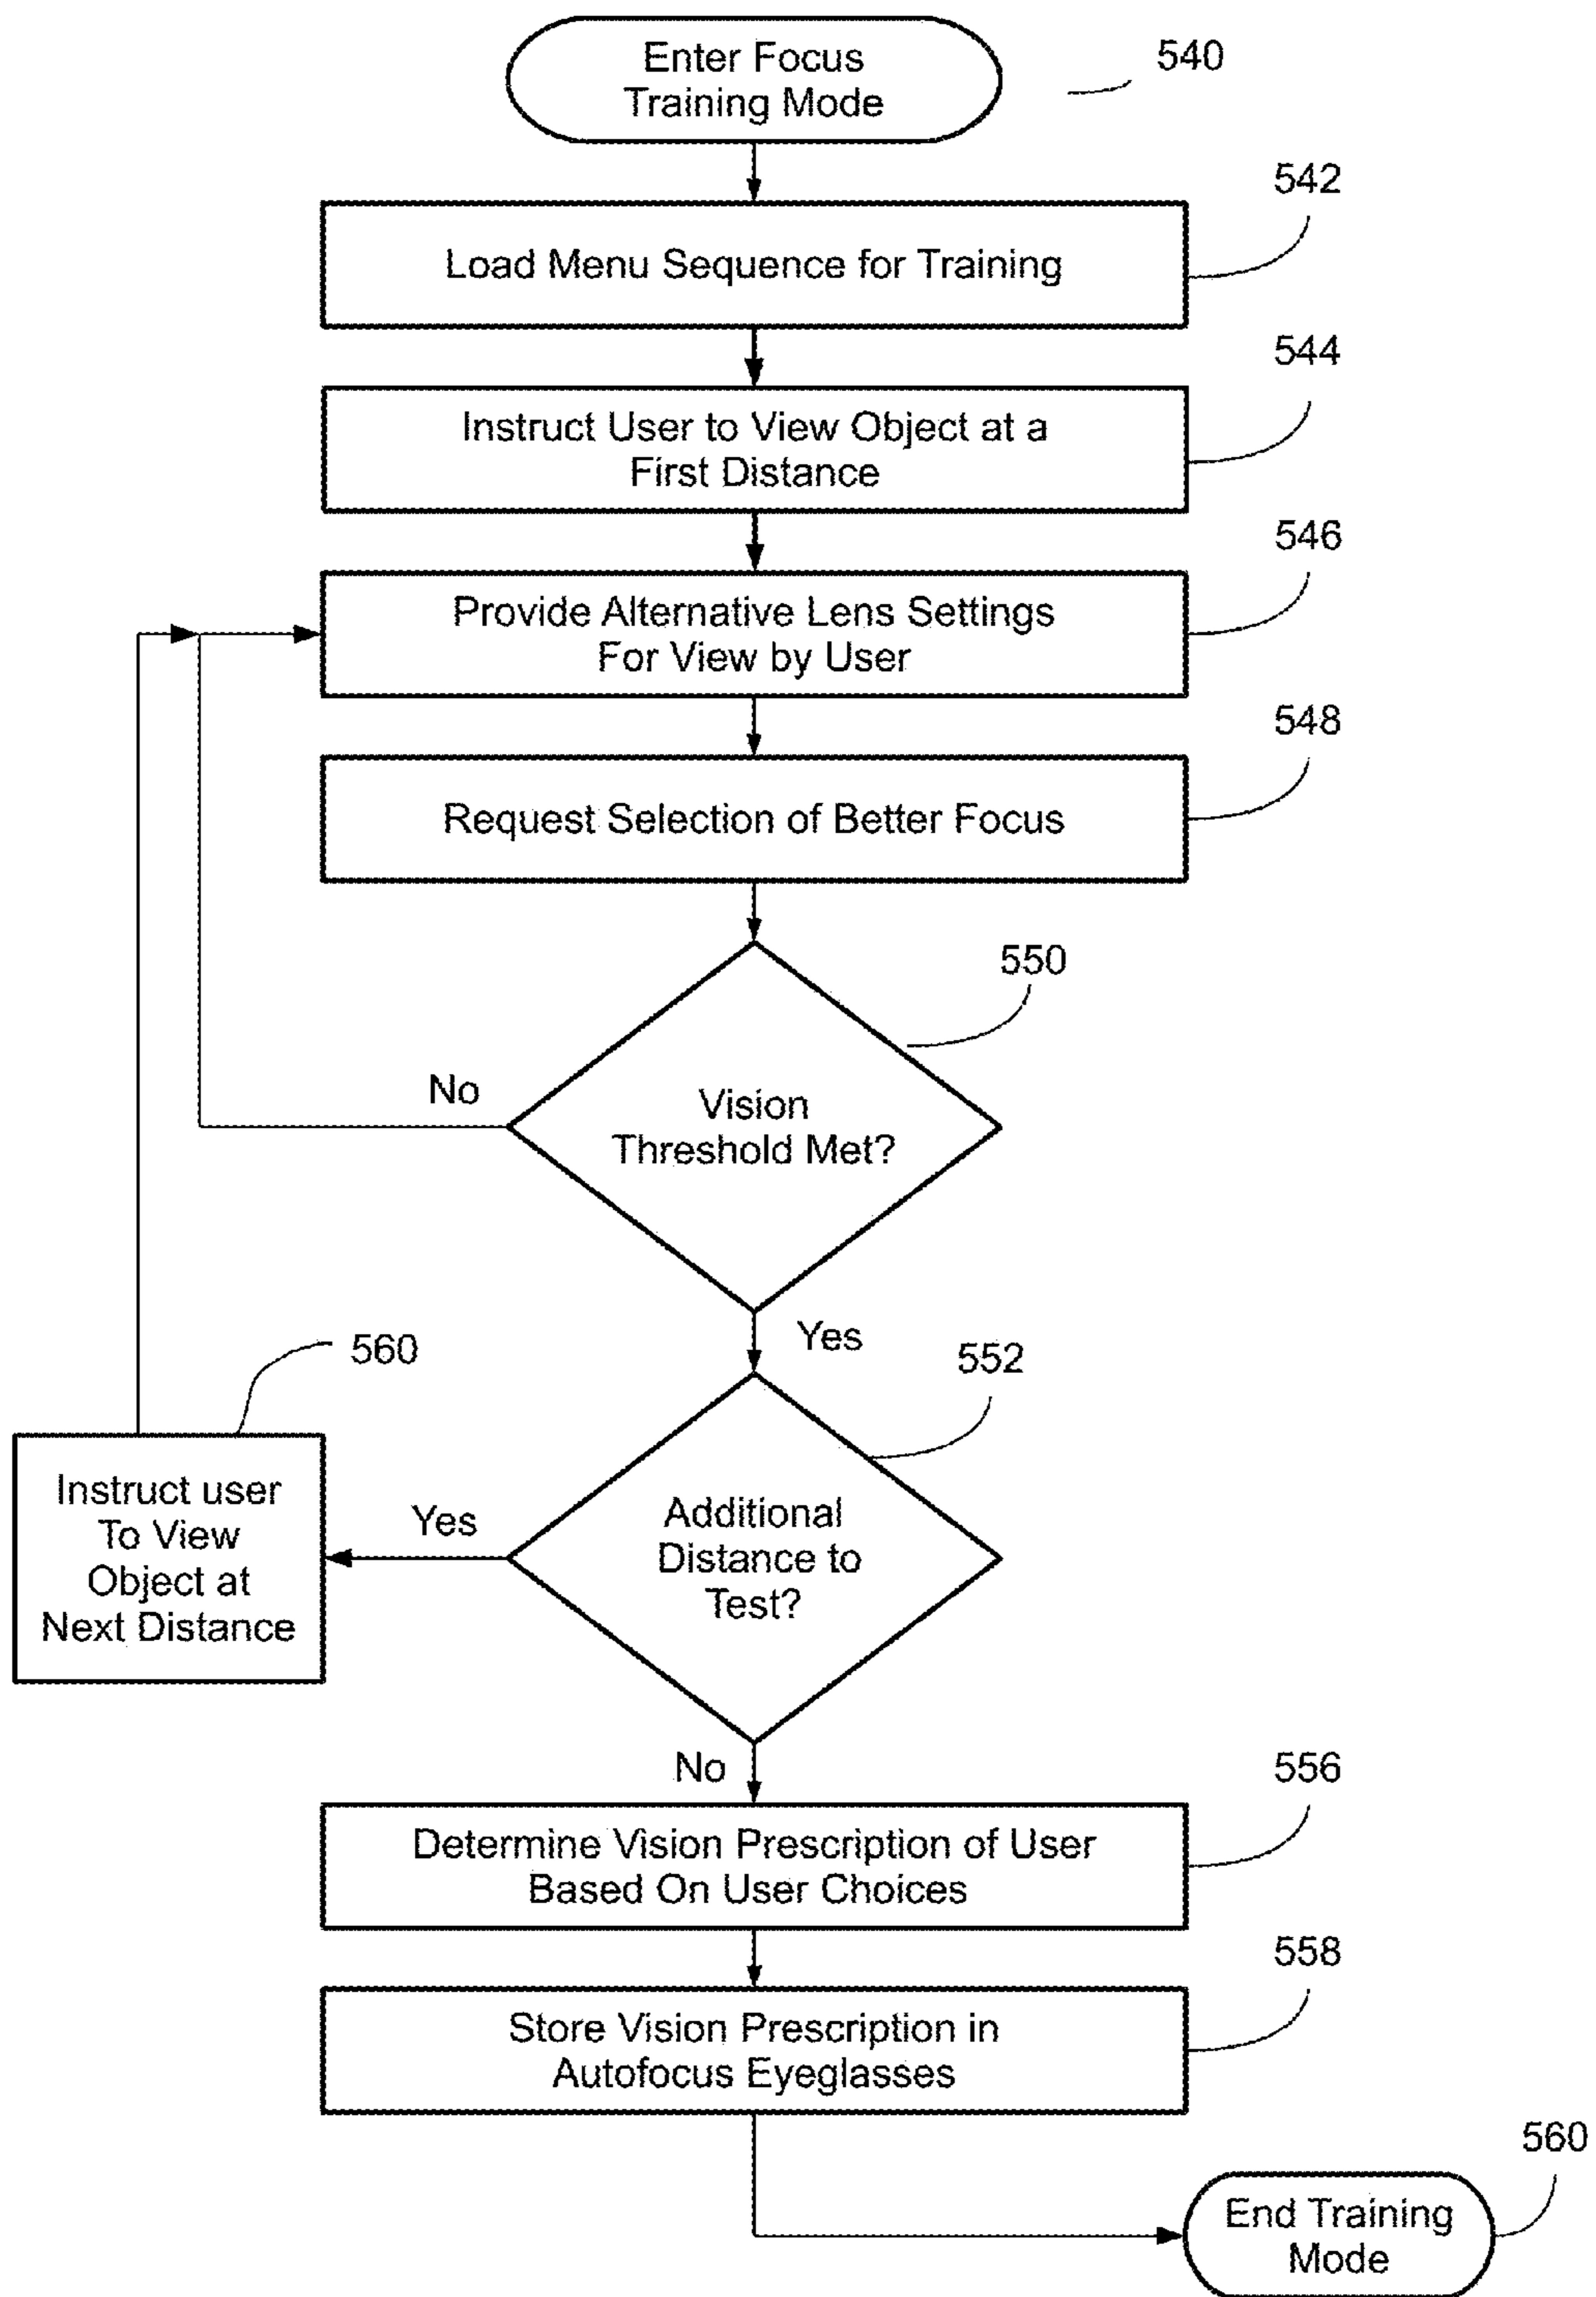 Enter Focus
Training Mode
540
542
Load Menu Sequence for Training
544
Instruct User to View Object at a
First Distance
546
Provide Alternative Lens Settings
For View by User
548
Request Selection of Better Focus
550
No
Vision
Threshold Met?
Yes
560
552
Instruct user
To View
Object at
Next Distance
Yes
Additional
Distance to
Test?
No
556
Determine Vision Prescription of User
Based On User Choices
558
Store Vision Prescription in
Autofocus Eyeglasses
560
End Training
Mode